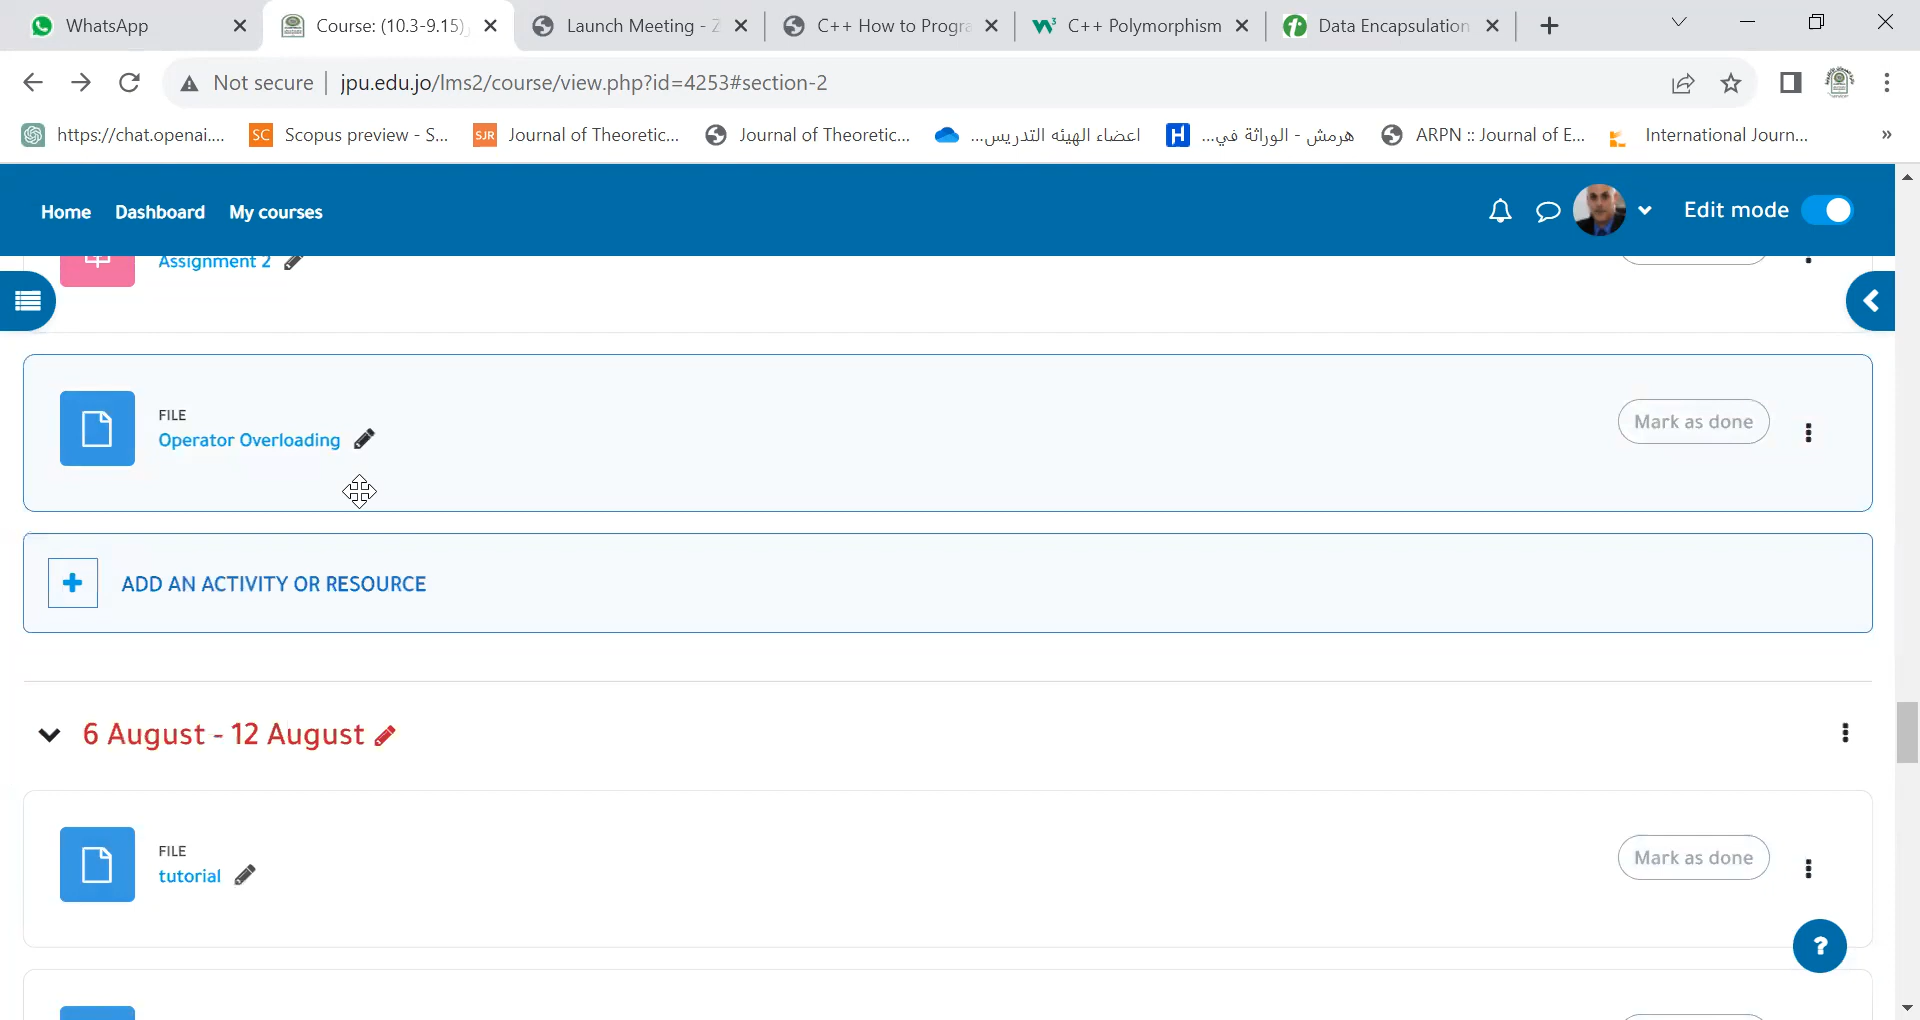 WhatsApp
Course: (10.3-9.15)
Launch Meeting - Z
C++ How to Progra
C++ Polymorphism
Data Encapsulation
Not secure
jpu.edu.jo/lms2/course/view.php?id=4253#section-2
https://chat.openai....
SC Scopus preview - S...
SJR Journal of Theoretic...
Journal of Theoretic...
اعضاء الهيئه التدريس...
H هرمش - الوراثة في...
ARPN :: Journal of E...
International Journ...
»
Home
Dashboard
My courses
Edit mode
Assignment 2
FILE
Operator Overloading
Mark as done
ADD AN ACTIVITY OR RESOURCE
6 August - 12 August
FILE
tutorial
Mark as done
?